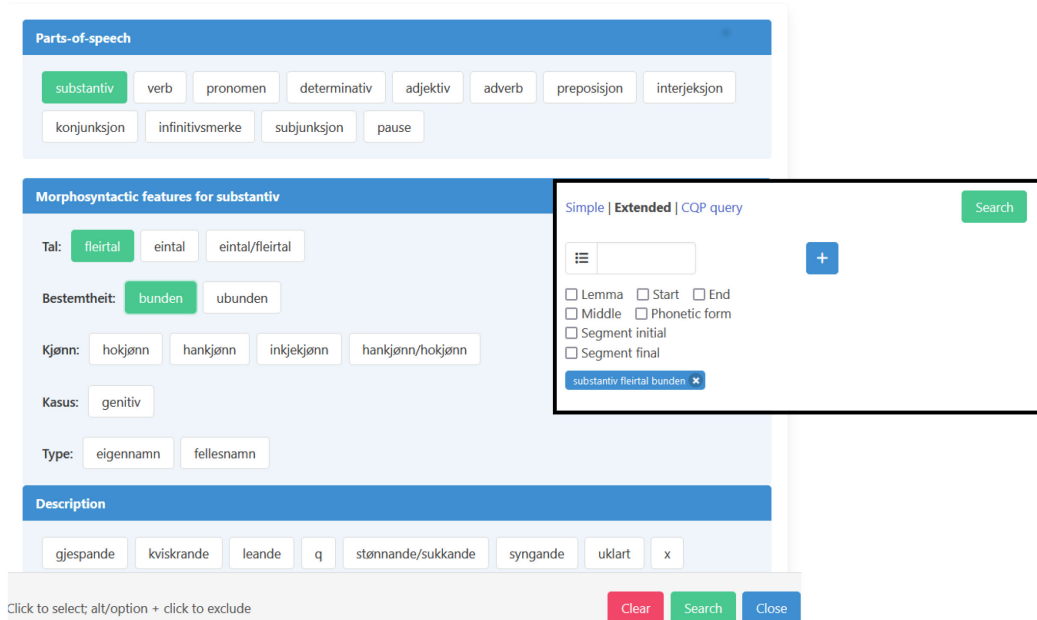 Parts-of-speech
substantiv verb pronomen determinativ adjektiv adverb preposisjon interjeksjon
konjunksjon infinitivsmerke subjunksjon pause
Morphosyntactic features for substantiv
Tal: fleirtal eintal eintal/fleirtal
Bestemtheit: bunden ubunden
Kjønn: hokjønn hankjønn inkjekjønn hankjønn/hokjønn
Kasus: genitiv
Type: eigennamn fellesnamn
Description
gjespande kviskrande leande q stønnande/sukkande syngande uklart x
Click to select; alt/option + click to exclude
Clear Search Close
Simple | Extended | CQP query Search
+
Lemma Start End
Middle Phonetic form
Segment initial
Segment final
substantiv fleirtal bunden ×